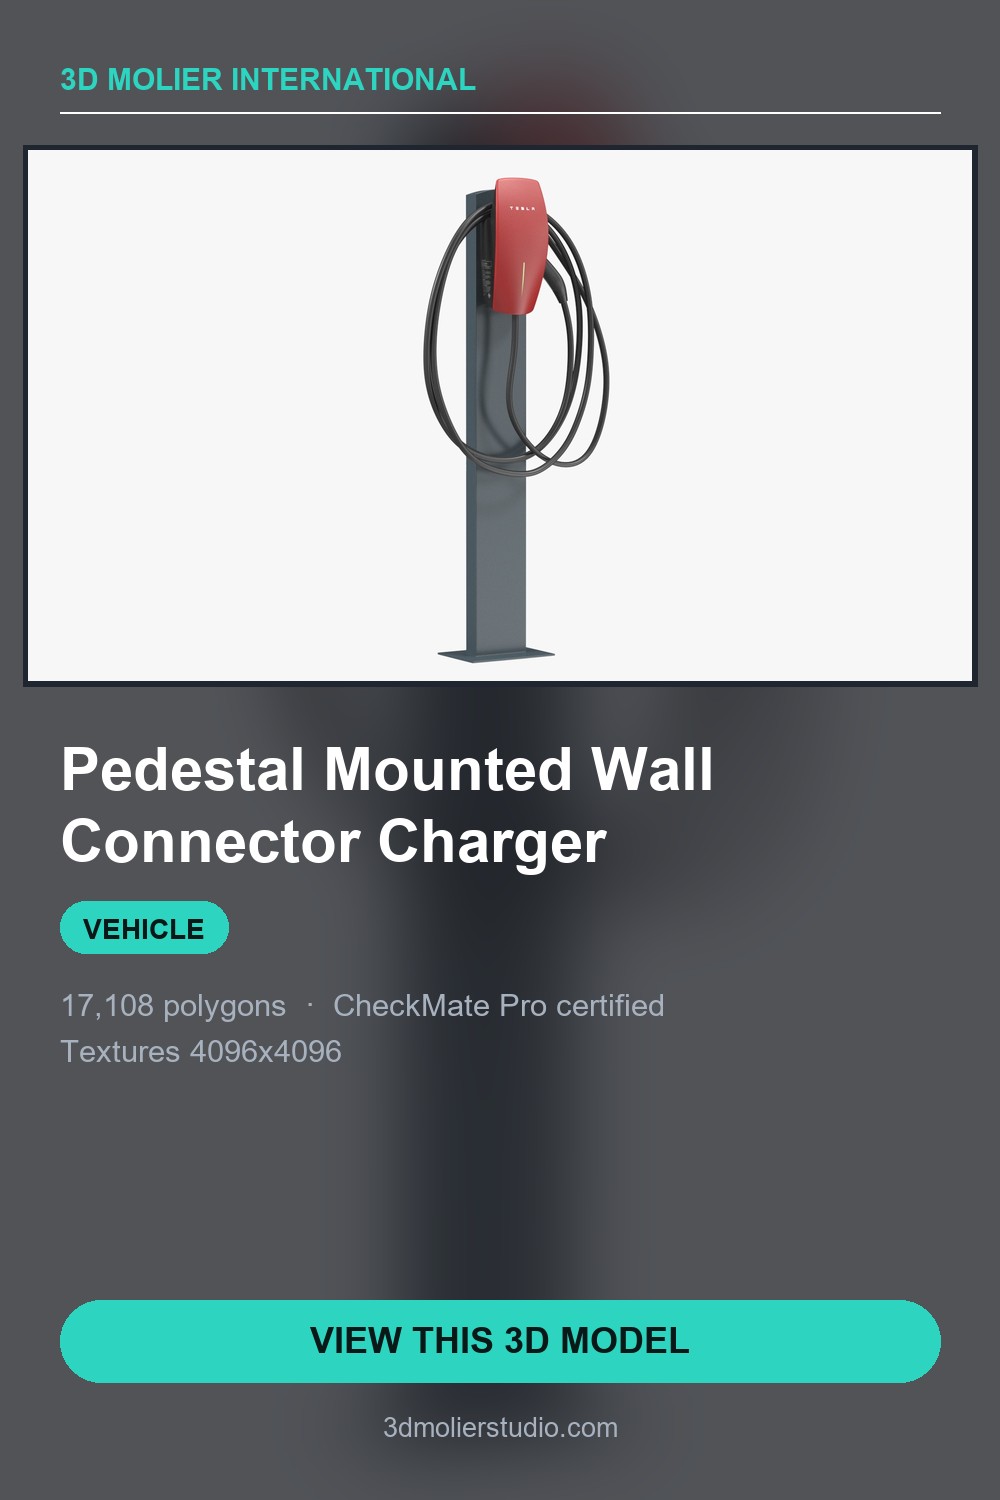 3D MOLIER INTERNATIONAL
TESLA
Pedestal Mounted Wall
Connector Charger
VEHICLE
17,108 polygons · CheckMate Pro certified
Textures 4096x4096
VIEW THIS 3D MODEL
3dmolierstudio.com